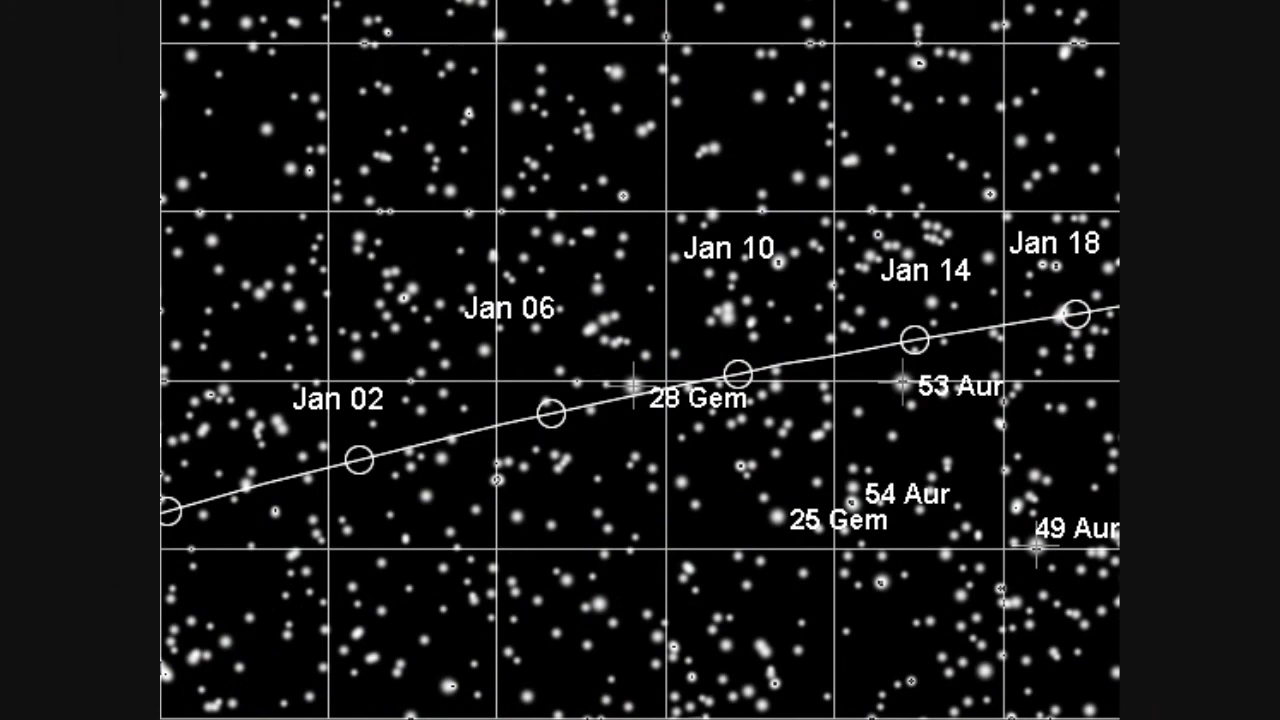 Jan 10
Jan 18
Jan 14
Jan 06
28 Gem
53 Aur
Jan 02
54 Aur
25 Gem
49 Aur